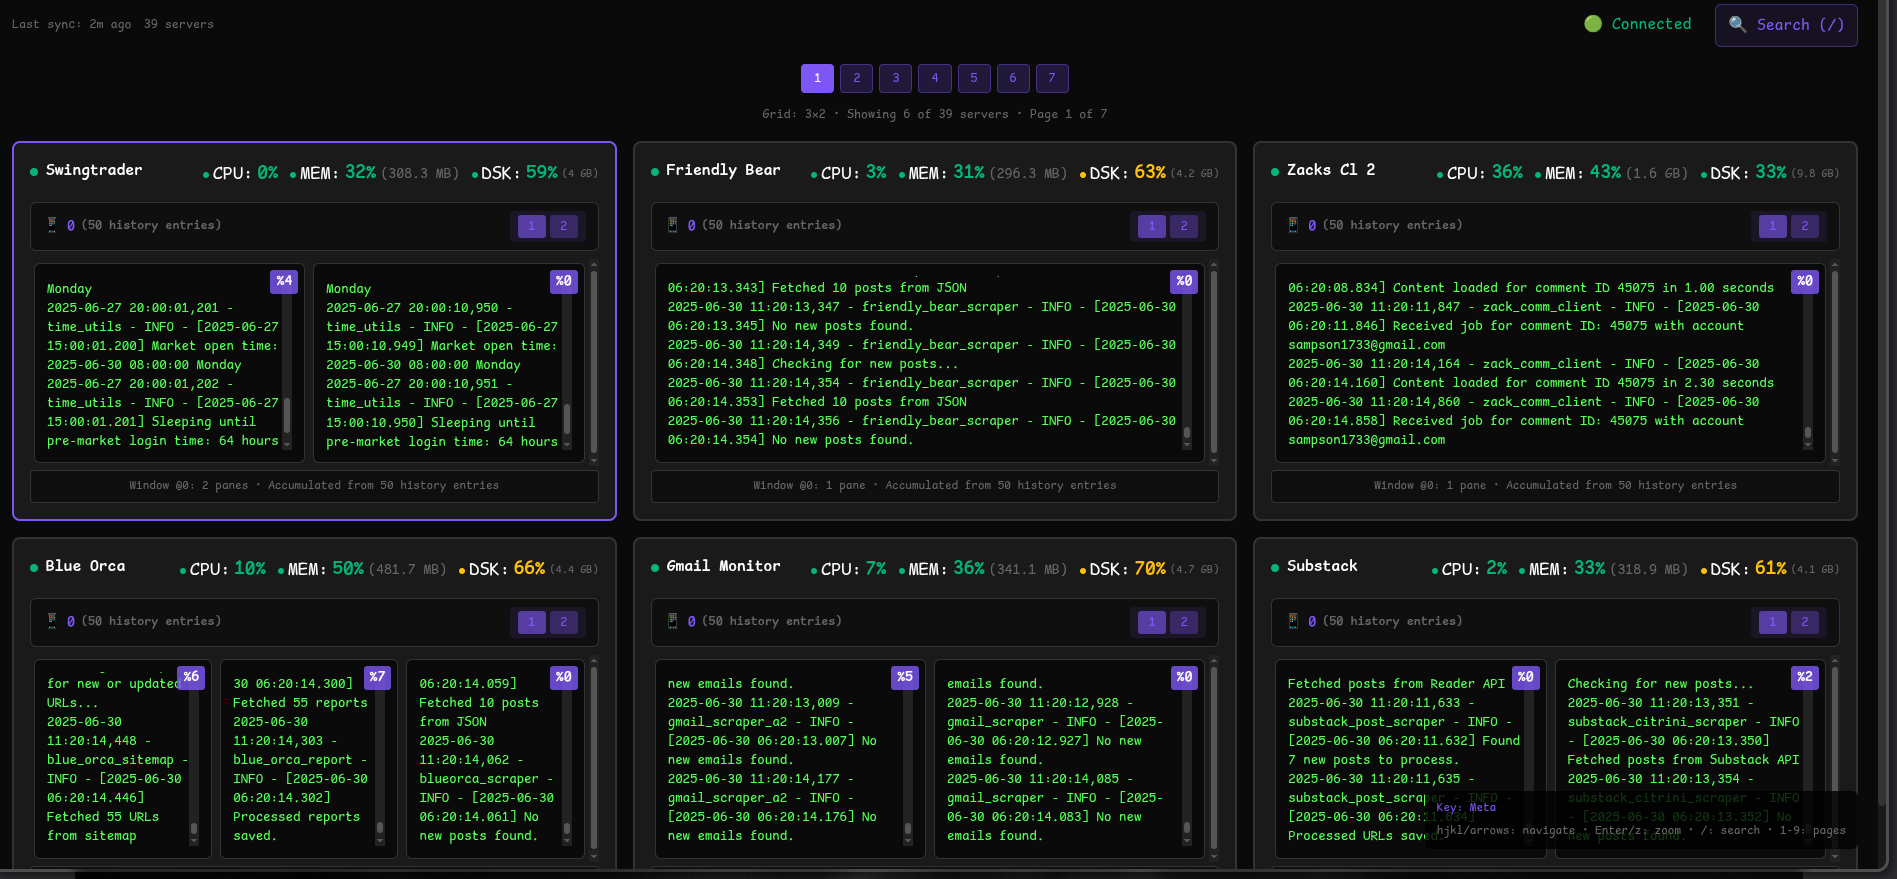 Last sync: 2m ago 39 servers
Connected
Search (/)
1 2 3 4 5 6 7
Grid: 3x2 • Showing 6 of 39 servers • Page 1 of 7
Swingtrader CPU: 0% MEM: 32% (308.3 MB) DSK: 59% (4 GB)
0 (50 history entries) 1 2
%4
Monday
2025-06-27 20:00:01,201 -
time_utils - INFO - [2025-06-27
15:00:01.200] Market open time:
2025-06-30 08:00:00 Monday
2025-06-27 20:00:01,202 -
time_utils - INFO - [2025-06-27
15:00:01.201] Sleeping until
pre-market login time: 64 hours
%0
Monday
2025-06-27 20:00:10,950 -
time_utils - INFO - [2025-06-27
15:00:10.949] Market open time:
2025-06-30 08:00:00 Monday
2025-06-27 20:00:10,951 -
time_utils - INFO - [2025-06-27
15:00:10.950] Sleeping until
pre-market login time: 64 hours
Window @0: 2 panes • Accumulated from 50 history entries
Friendly Bear CPU: 3% MEM: 31% (296.3 MB) DSK: 63% (4.2 GB)
0 (50 history entries) 1 2
%0
06:20:13.343] Fetched 10 posts from JSON
2025-06-30 11:20:13,347 - friendly_bear_scraper - INFO - [2025-06-30
06:20:13.345] No new posts found.
2025-06-30 11:20:14,349 - friendly_bear_scraper - INFO - [2025-06-30
06:20:14.348] Checking for new posts...
2025-06-30 11:20:14,354 - friendly_bear_scraper - INFO - [2025-06-30
06:20:14.353] Fetched 10 posts from JSON
2025-06-30 11:20:14,356 - friendly_bear_scraper - INFO - [2025-06-30
06:20:14.354] No new posts found.
Window @0: 1 pane • Accumulated from 50 history entries
Zacks Cl 2 CPU: 36% MEM: 43% (1.6 GB) DSK: 33% (9.8 GB)
0 (50 history entries) 1 2
%0
06:20:08.834] Content loaded for comment ID 45075 in 1.00 seconds
2025-06-30 11:20:11,847 - zack_comm_client - INFO - [2025-06-30
06:20:11.846] Received job for comment ID: 45075 with account
sampson1733@gmail.com
2025-06-30 11:20:14,164 - zack_comm_client - INFO - [2025-06-30
06:20:14.160] Content loaded for comment ID 45075 in 2.30 seconds
2025-06-30 11:20:14,860 - zack_comm_client - INFO - [2025-06-30
06:20:14.858] Received job for comment ID: 45075 with account
sampson1733@gmail.com
Window @0: 1 pane • Accumulated from 50 history entries
Blue Orca CPU: 10% MEM: 50% (481.7 MB) DSK: 66% (4.4 GB)
0 (50 history entries) 1 2
%6
for new or updated
URLs...
2025-06-30
11:20:14,448 -
blue_orca_sitemap -
INFO - [2025-06-30
06:20:14.446]
Fetched 55 URLs
from sitemap
%7
30 06:20:14.300]
Fetched 55 reports
2025-06-30
11:20:14,303 -
blue_orca_report -
INFO - [2025-06-30
06:20:14.302]
Processed reports
saved.
%0
06:20:14.059]
Fetched 10 posts
from JSON
2025-06-30
11:20:14,062 -
blueorca_scraper -
INFO - [2025-06-30
06:20:14.061] No
new posts found.
Gmail Monitor CPU: 7% MEM: 36% (341.1 MB) DSK: 70% (4.7 GB)
0 (50 history entries) 1 2
%5
new emails found.
2025-06-30 11:20:13,009 -
gmail_scraper_a2 - INFO -
[2025-06-30 06:20:13.007] No
new emails found.
2025-06-30 11:20:14,177 -
gmail_scraper_a2 - INFO -
[2025-06-30 06:20:14.176] No
new emails found.
%0
emails found.
2025-06-30 11:20:12,928 -
gmail_scraper - INFO - [2025-
06-30 06:20:12.927] No new
emails found.
2025-06-30 11:20:14,085 -
gmail_scraper - INFO - [2025-
06-30 06:20:14.083] No new
emails found.
Substack CPU: 2% MEM: 33% (318.9 MB) DSK: 61% (4.1 GB)
0 (50 history entries) 1 2
%0
Fetched posts from Reader API
2025-06-30 11:20:11,633 -
substack_post_scraper - INFO -
[2025-06-30 06:20:11.632] Found
7 new posts to process.
2025-06-30 11:20:11,635 -
substack_post_scraper - INFO -
[2025-06-30 06:20:11.634]
Processed URLs saved.
%2
Checking for new posts...
2025-06-30 11:20:13,351 -
substack_citrini_scraper - INFO
- [2025-06-30 06:20:13.350]
Fetched posts from Substack API
2025-06-30 11:20:13,354 -
substack_citrini_scraper - INFO
- [2025-06-30 06:20:13.352] No
new posts found.
Key: Meta
hjkl/arrows: navigate • Enter/z: zoom • /: search • 1-9: pages